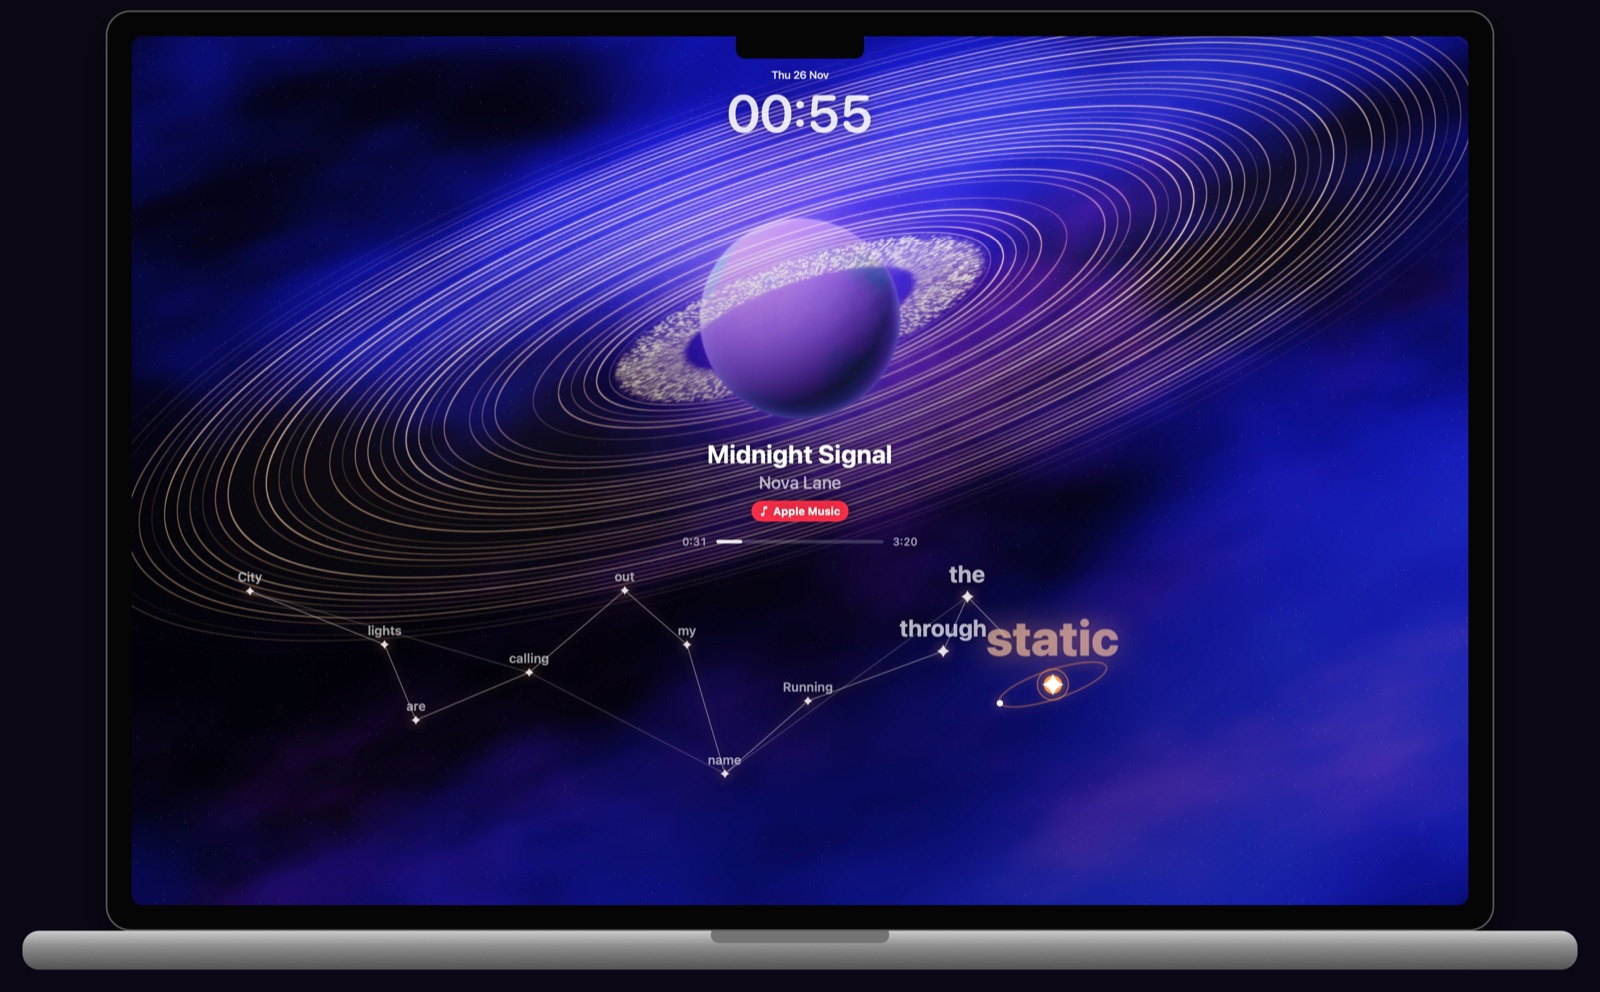 Thu 26 Nov
00:55
Midnight Signal
Nova Lane
Apple Music
0:31 3:20
City
lights
are
calling
out
my
name
Running
through
the
static